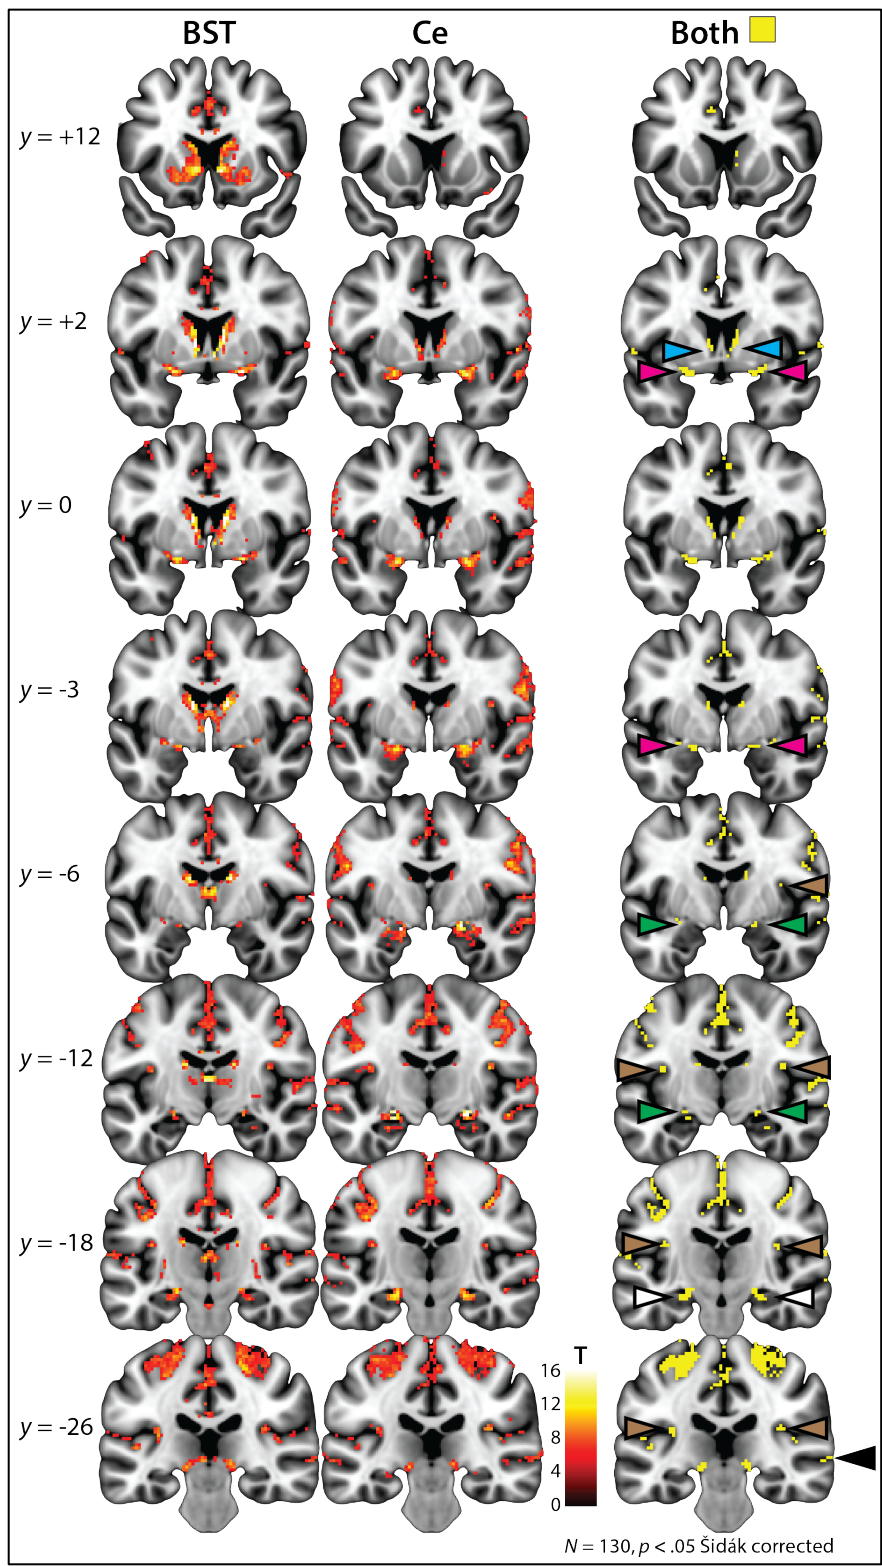 BST Ce Both
y = +12
y = +2
y = 0
y = -3
y = -6
y = -12
y = -18
y = -26
T
16
12
8
4
0
N = 130, p < .05 Šidák corrected